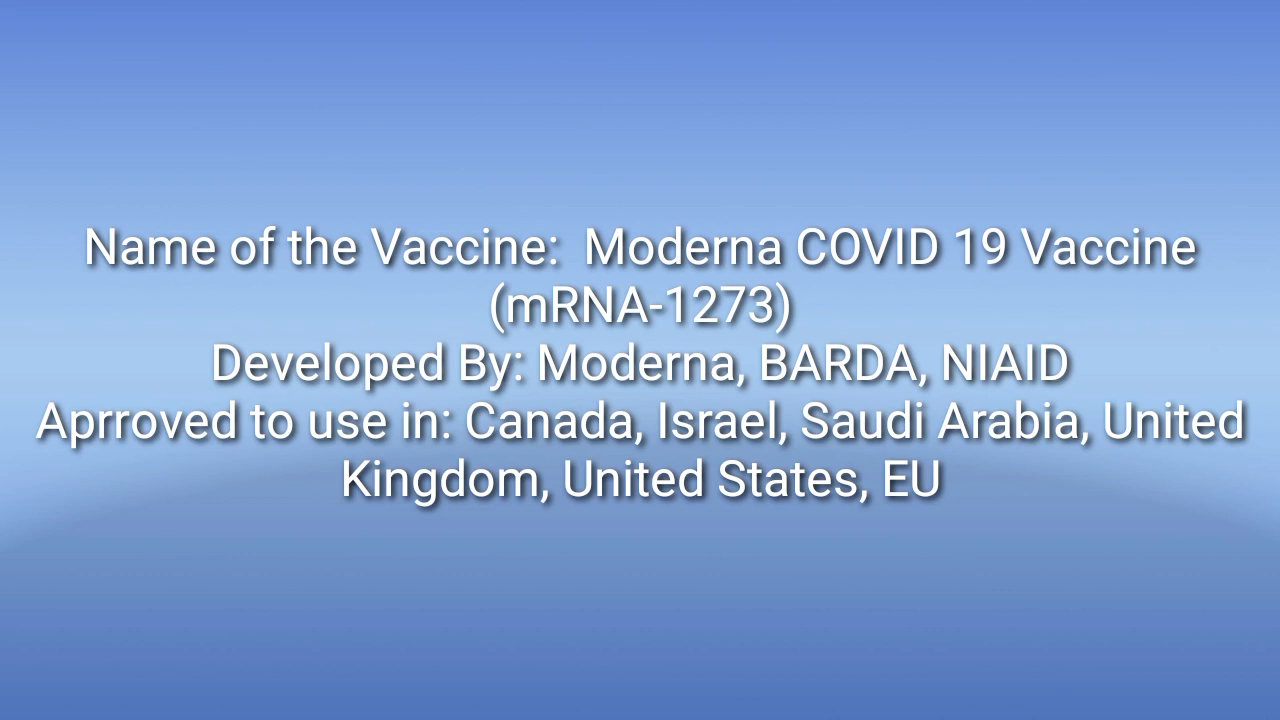 Name of the Vaccine:  Moderna COVID 19 Vaccine
(mRNA-1273)
Developed By: Moderna, BARDA, NIAID
Aprroved to use in: Canada, Israel, Saudi Arabia, United
Kingdom, United States, EU